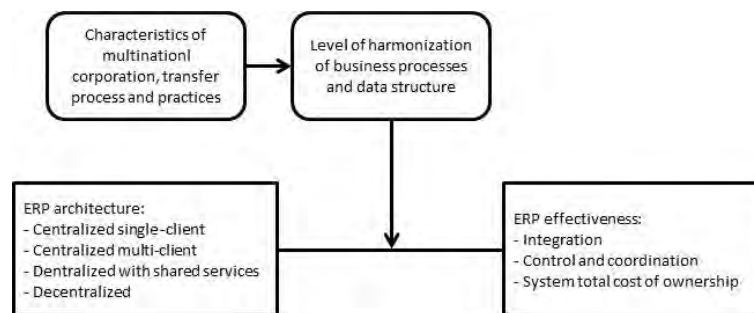 Characteristics of
multinationl
corporation, transfer
process and practices
Level of harmonization
of business processes
and data structure
ERP architecture:
- Centralized single-client
- Centralized multi-client
- Dentralized with shared services
- Decentralized
ERP effectiveness:
- Integration
- Control and coordination
- System total cost of ownership